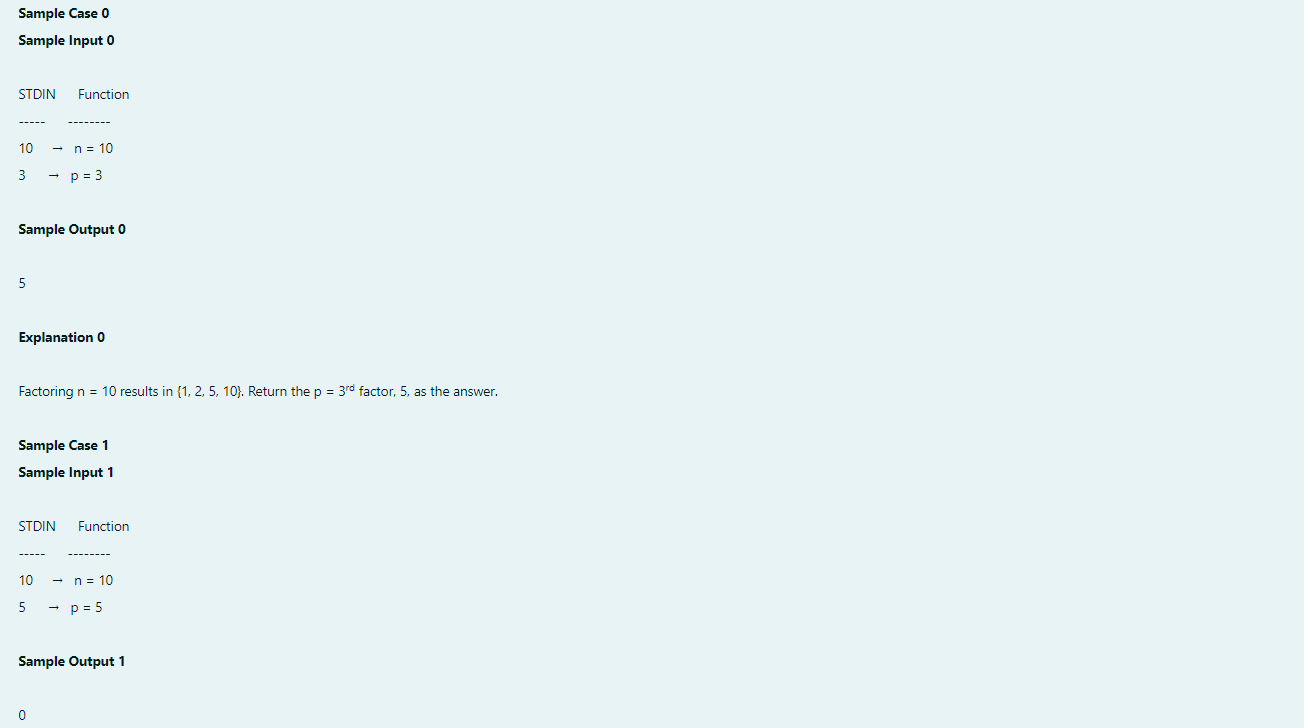 Sample Case 0
Sample Input 0
STDIN Function
----- --------
10 → n = 10
3 → p = 3
Sample Output 0
5
Explanation 0
Factoring n = 10 results in {1, 2, 5, 10}. Return the p = 3rd factor, 5, as the answer.
Sample Case 1
Sample Input 1
STDIN Function
----- --------
10 → n = 10
5 → p = 5
Sample Output 1
0